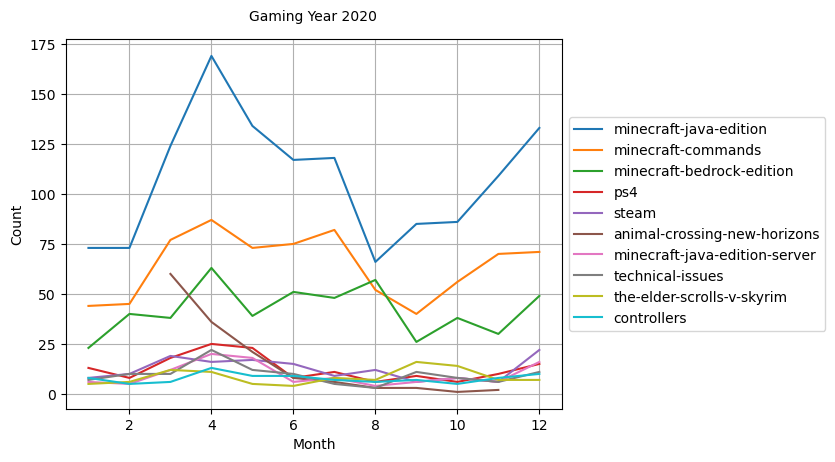 Gaming Year 2020
175
150
125
100
75
50
25
0
Count
2
4
6
8
10
12
Month
minecraft-java-edition
minecraft-commands
minecraft-bedrock-edition
ps4
steam
animal-crossing-new-horizons
minecraft-java-edition-server
technical-issues
the-elder-scrolls-v-skyrim
controllers